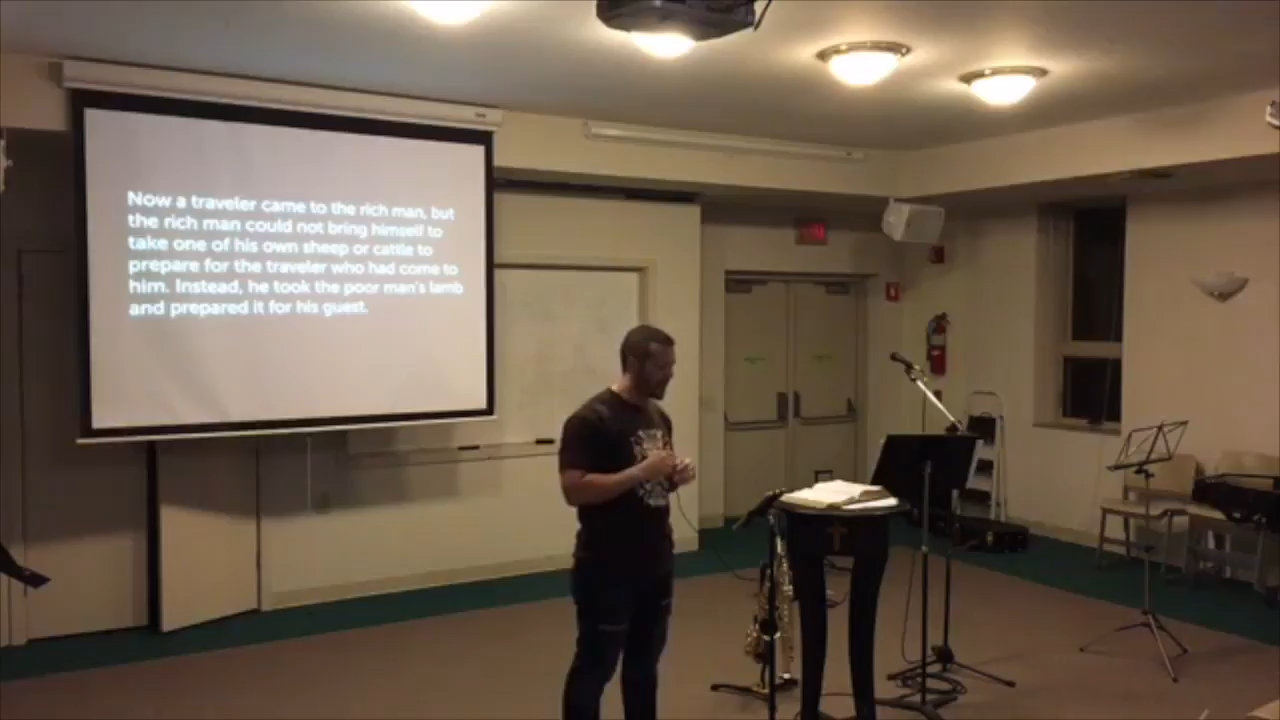 Now a traveler came to the rich man, but
the rich man could not bring himself to
take one of his own sheep or cattle to
prepare for the traveler who had come to
him. Instead, he took the poor man's lamb
and prepared it for his guest.